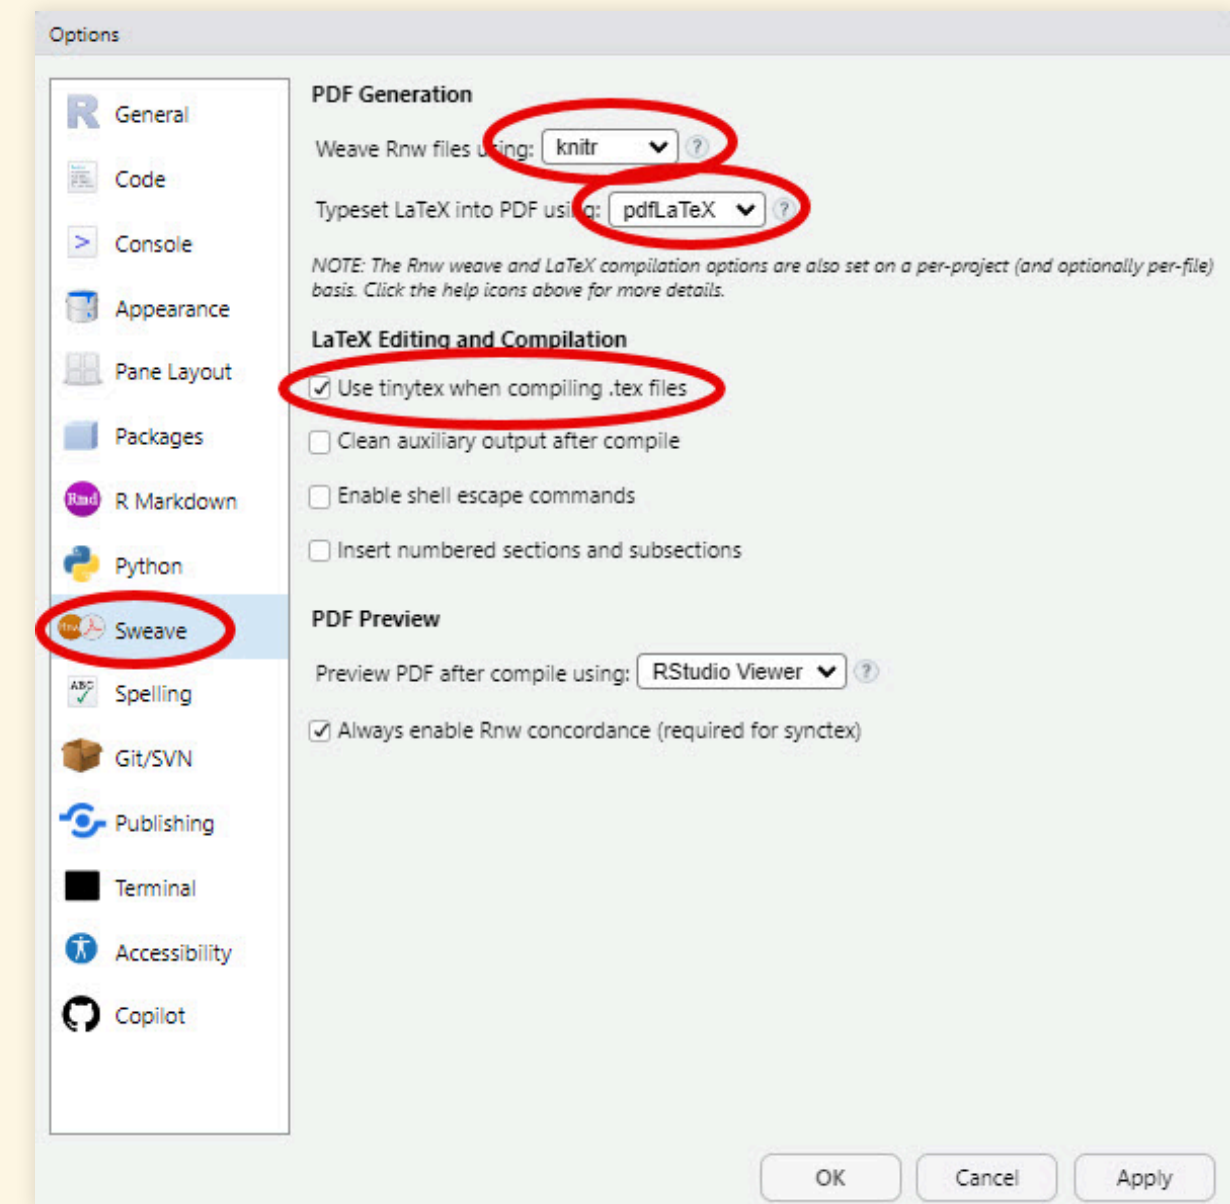 Options
General
Code
Console
Appearance
Pane Layout
Packages
Rmd R Markdown
Python
Sweave
ABC Spelling
Git/SVN
Publishing
Terminal
Accessibility
Copilot
PDF Generation
Weave Rnw files using: knitr ?
Typeset LaTeX into PDF using: pdfLaTeX ?
NOTE: The Rnw weave and LaTeX compilation options are also set on a per-project (and optionally per-file)
basis. Click the help icons above for more details.
LaTeX Editing and Compilation
Use tinytex when compiling .tex files
Clean auxiliary output after compile
Enable shell escape commands
Insert numbered sections and subsections
PDF Preview
Preview PDF after compile using: RStudio Viewer ?
Always enable Rnw concordance (required for synctex)
OK Cancel Apply